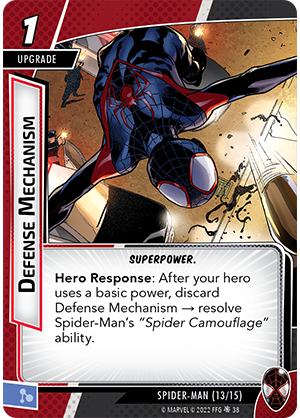 1
UPGRADE
DEFENSE MECHANISM
SUPERPOWER.
Hero Response: After your hero
uses a basic power, discard
Defense Mechanism → resolve
Spider-Man's "Spider Camouflage"
ability.
SPIDER-MAN (13/15)
© MARVEL © 2022 FFG 38